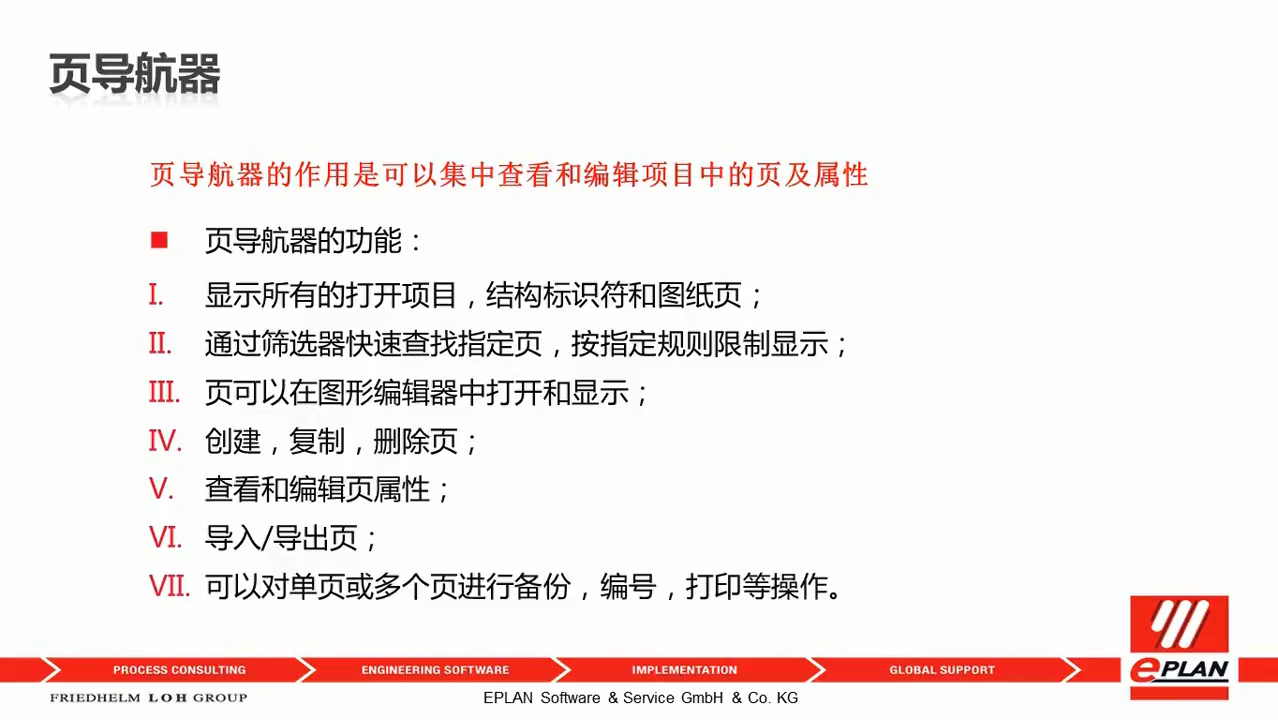 页导航器
页导航器的作用是可以集中查看和编辑项目中的页及属性
■ 页导航器的功能：
I. 显示所有的打开项目，结构标识符和图纸页；
II. 通过筛选器快速查找指定页，按指定规则限制显示；
III. 页可以在图形编辑器中打开和显示；
IV. 创建，复制，删除页；
V. 查看和编辑页属性；
VI. 导入/导出页；
VII. 可以对单页或多个页进行备份，编号，打印等操作。
PROCESS CONSULTING ENGINEERING SOFTWARE IMPLEMENTATION GLOBAL SUPPORT
ePLAN
FRIEDHELM LOH GROUP EPLAN Software & Service GmbH & Co. KG